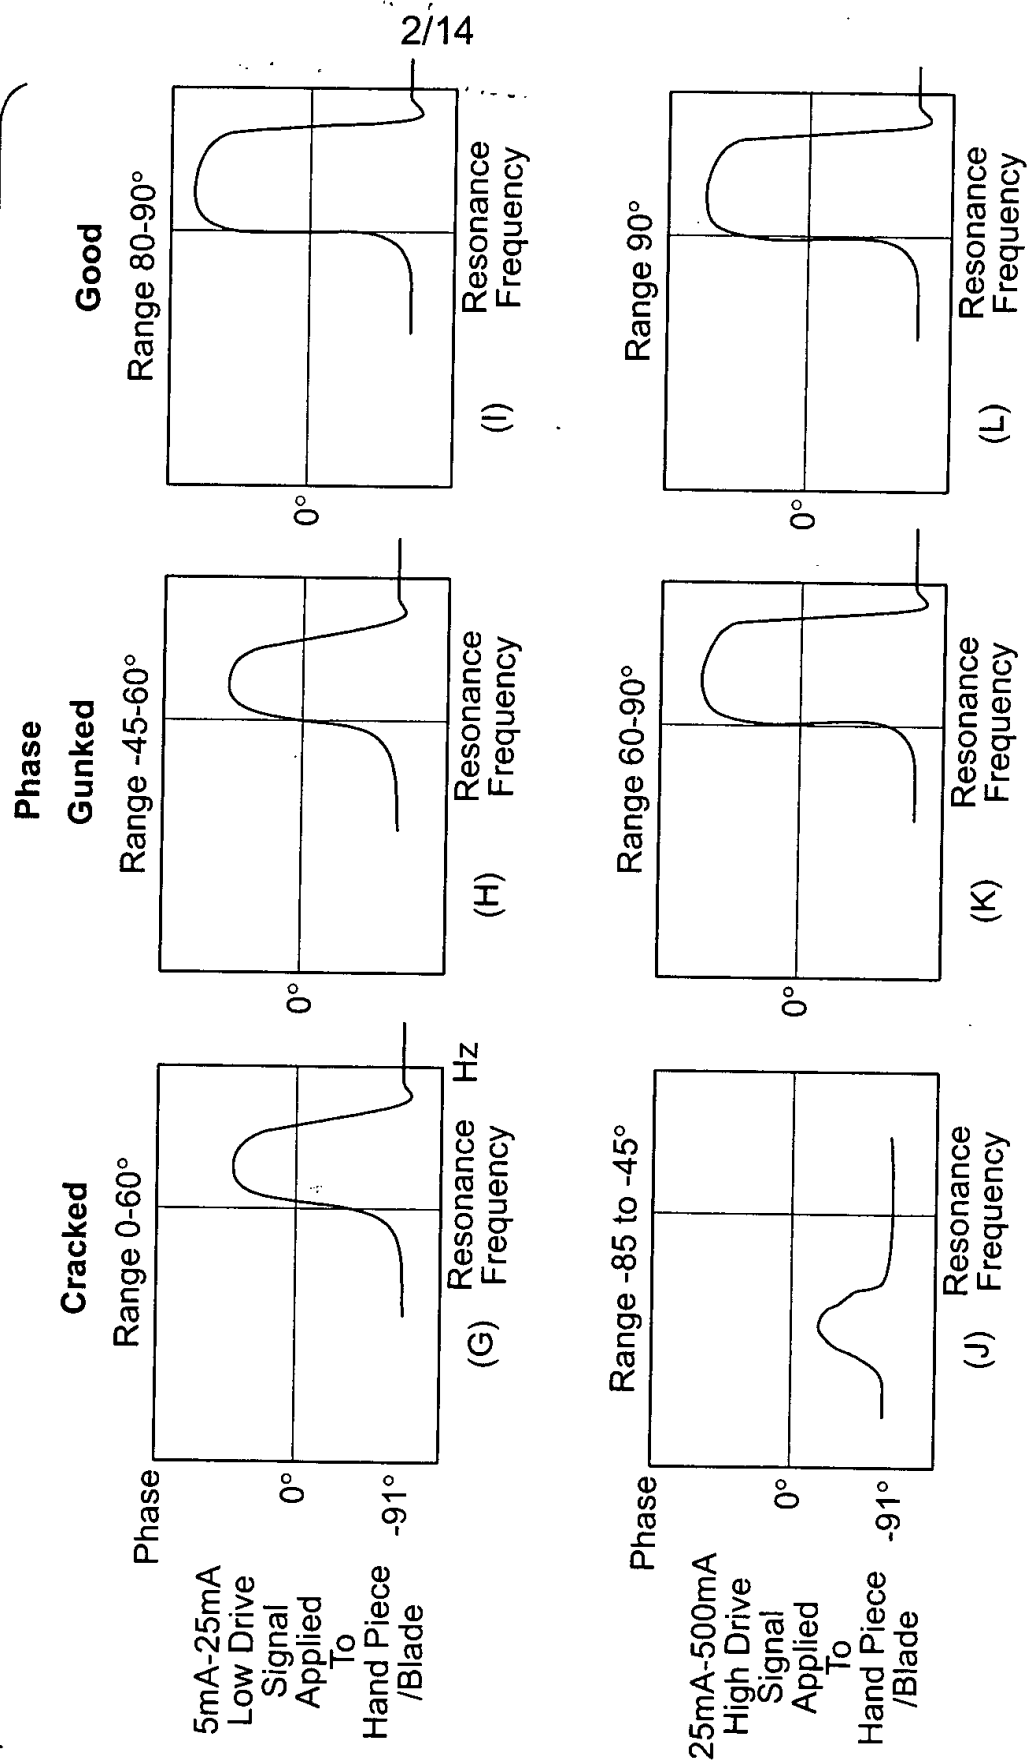 2/14
Phase
Cracked
Gunked
Good
Range 0-60°
Range -45-60°
Range 80-90°
Phase
0°
-91°
5mA-25mA
Low Drive
Signal
Applied
To
Hand Piece
/Blade
Hz
Resonance
Frequency
(G)
0°
Resonance
Frequency
(H)
0°
Resonance
Frequency
(I)
Range -85 to -45°
Range 60-90°
Range 90°
Phase
0°
-91°
25mA-500mA
High Drive
Signal
Applied
To
Hand Piece
/Blade
Resonance
Frequency
(J)
0°
Resonance
Frequency
(K)
0°
Resonance
Frequency
(L)